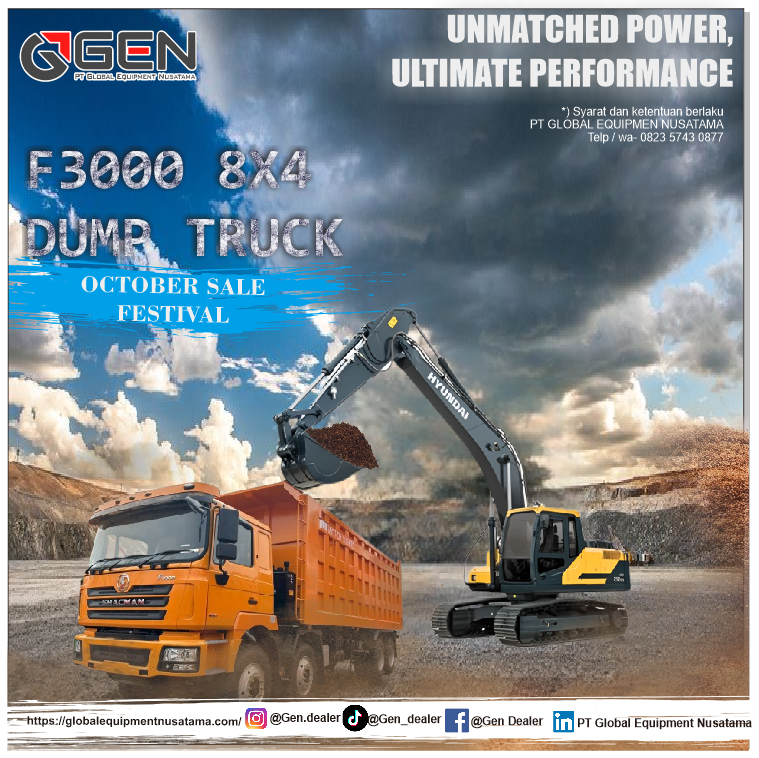 GEN
PT GLOBAL EQUIPMENT NUSATAMA
UNMATCHED POWER,
ULTIMATE PERFORMANCE
*) Syarat dan ketentuan berlaku
PT GLOBAL EQUIPMEN NUSATAMA
Telp / wa- 0823 5743 0877
F3000 8X4
DUMP TRUCK
OCTOBER SALE
FESTIVAL
HYUNDAI
F3000
SHACMAN
https://globalequipmentnusatama.com/ @Gen.dealer @Gen_dealer @Gen Dealer PT Global Equipment Nusatama